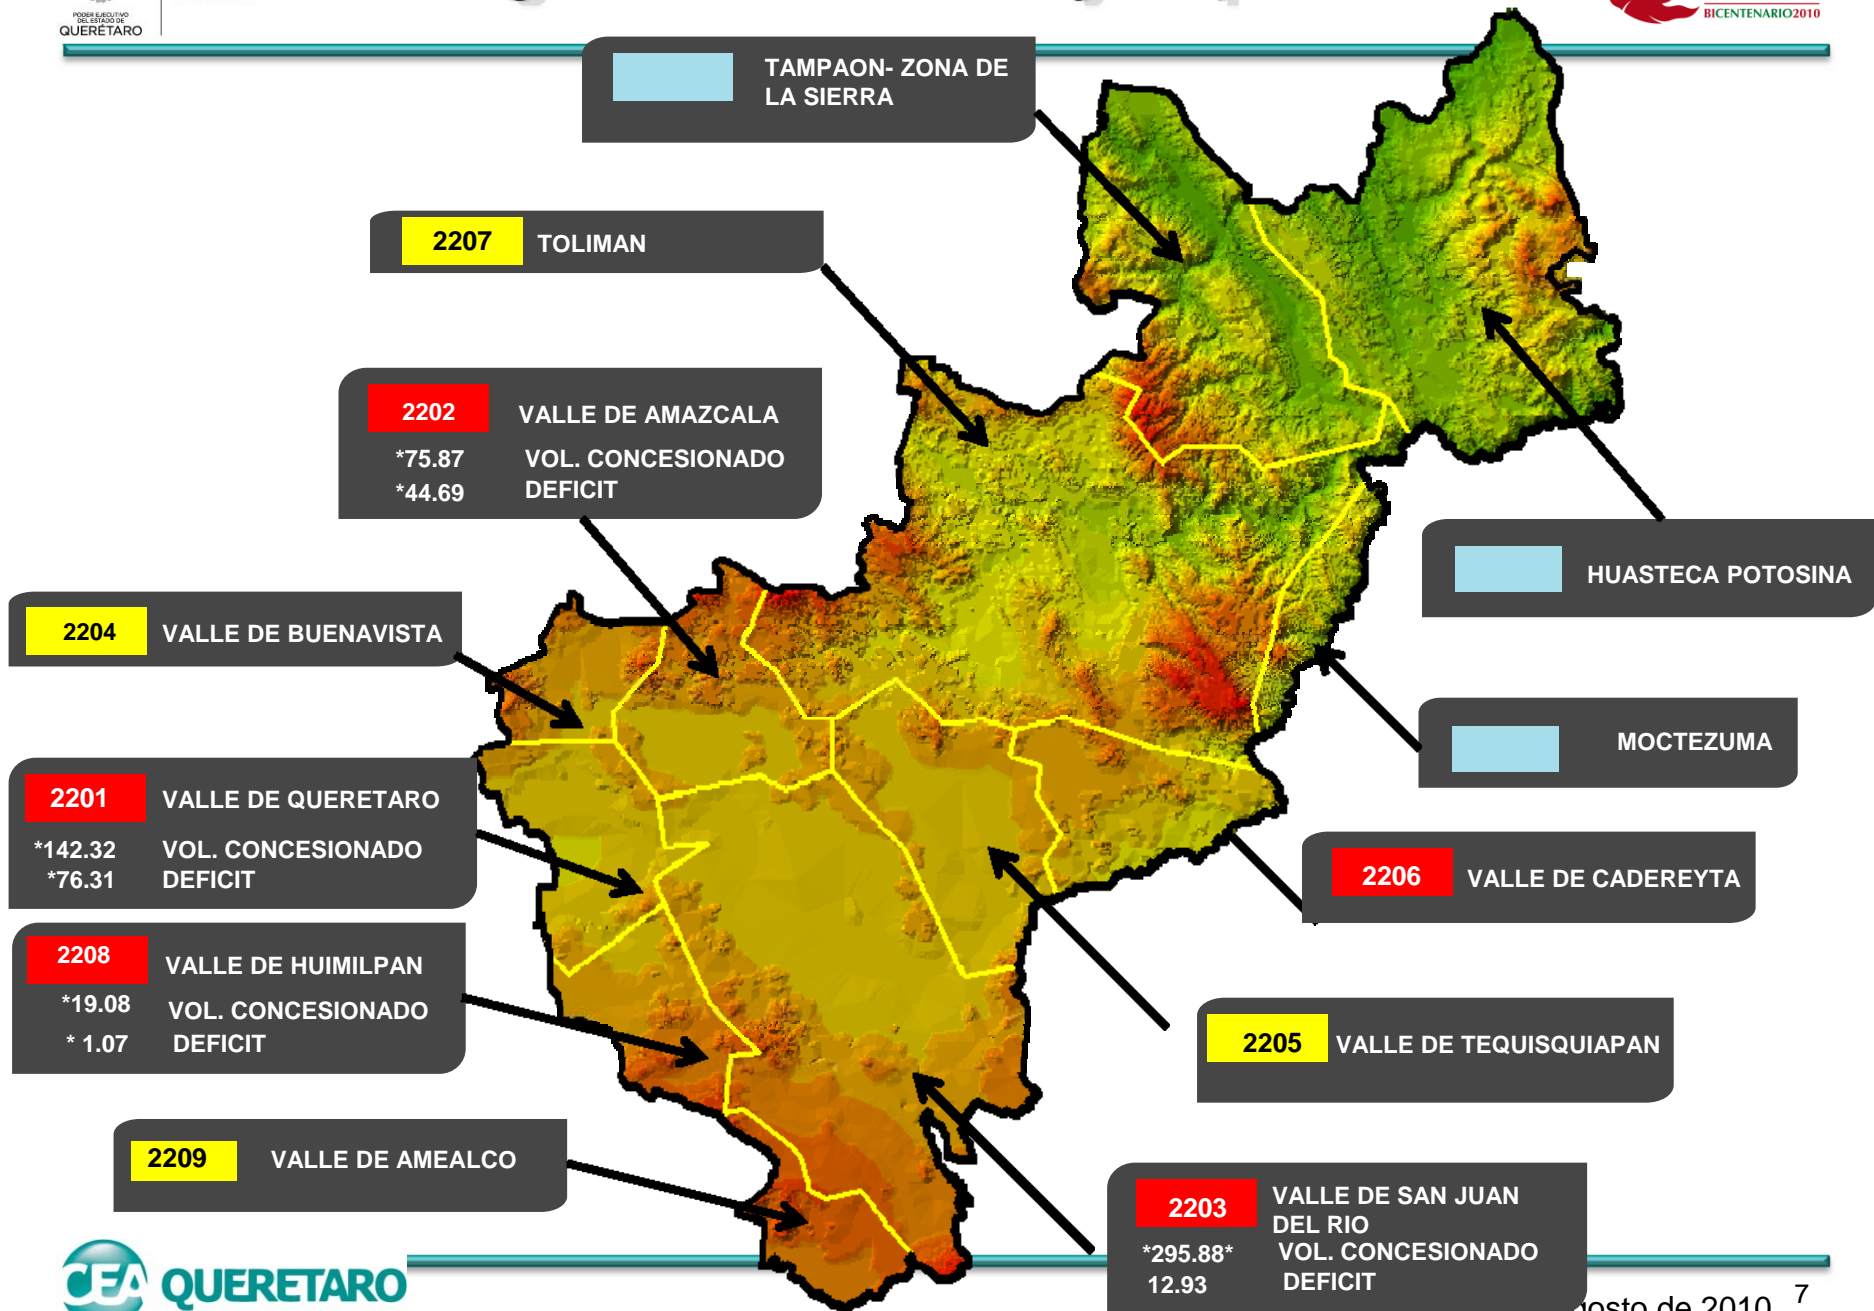 PODER EJECUTIVO
DEL ESTADO DE
QUERÉTARO
BICENTENARIO2010
TAMPAON- ZONA DE
LA SIERRA
2207 TOLIMAN
2202 VALLE DE AMAZCALA
*75.87 VOL. CONCESIONADO
*44.69 DEFICIT
HUASTECA POTOSINA
2204 VALLE DE BUENAVISTA
MOCTEZUMA
2201 VALLE DE QUERETARO
*142.32 VOL. CONCESIONADO
*76.31 DEFICIT
2206 VALLE DE CADEREYTA
2208 VALLE DE HUIMILPAN
*19.08 VOL. CONCESIONADO
* 1.07 DEFICIT
2205 VALLE DE TEQUISQUIAPAN
2209 VALLE DE AMEALCO
2203 VALLE DE SAN JUAN
DEL RIO
*295.88* VOL. CONCESIONADO
12.93 DEFICIT
CEA QUERETARO
de 2010 7